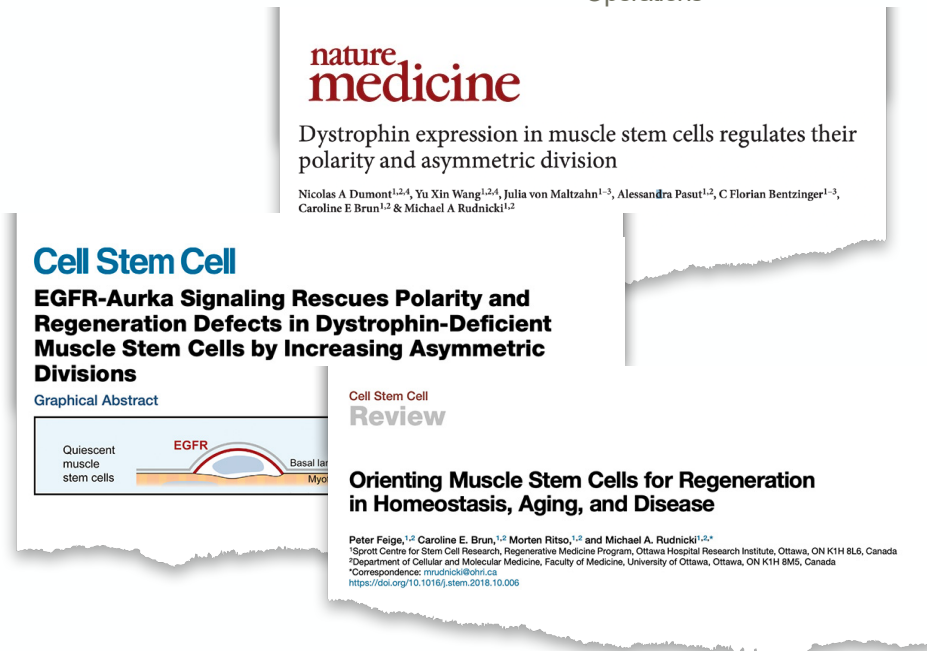 nature
medicine
Dystrophin expression in muscle stem cells regulates their
polarity and asymmetric division
Nicolas A Dumont1,2,4, Yu Xin Wang1,2,4, Julia von Maltzahn1–3, Alessandra Pasut1,2, C Florian Bentzinger1–3,
Caroline E Brun1,2 & Michael A Rudnicki1,2
Cell Stem Cell
EGFR-Aurka Signaling Rescues Polarity and
Regeneration Defects in Dystrophin-Deficient
Muscle Stem Cells by Increasing Asymmetric
Divisions
Graphical Abstract
Quiescent
muscle
stem cells
EGFR
Basal lar
Myot
Cell Stem Cell
Review
Orienting Muscle Stem Cells for Regeneration
in Homeostasis, Aging, and Disease
Peter Feige,1,2 Caroline E. Brun,1,2 Morten Ritso,1,2 and Michael A. Rudnicki1,2,*
1Sprott Centre for Stem Cell Research, Regenerative Medicine Program, Ottawa Hospital Research Institute, Ottawa, ON K1H 8L6, Canada
2Department of Cellular and Molecular Medicine, Faculty of Medicine, University of Ottawa, Ottawa, ON K1H 8M5, Canada
*Correspondence: mrudnicki@ohri.ca
https://doi.org/10.1016/j.stem.2018.10.006